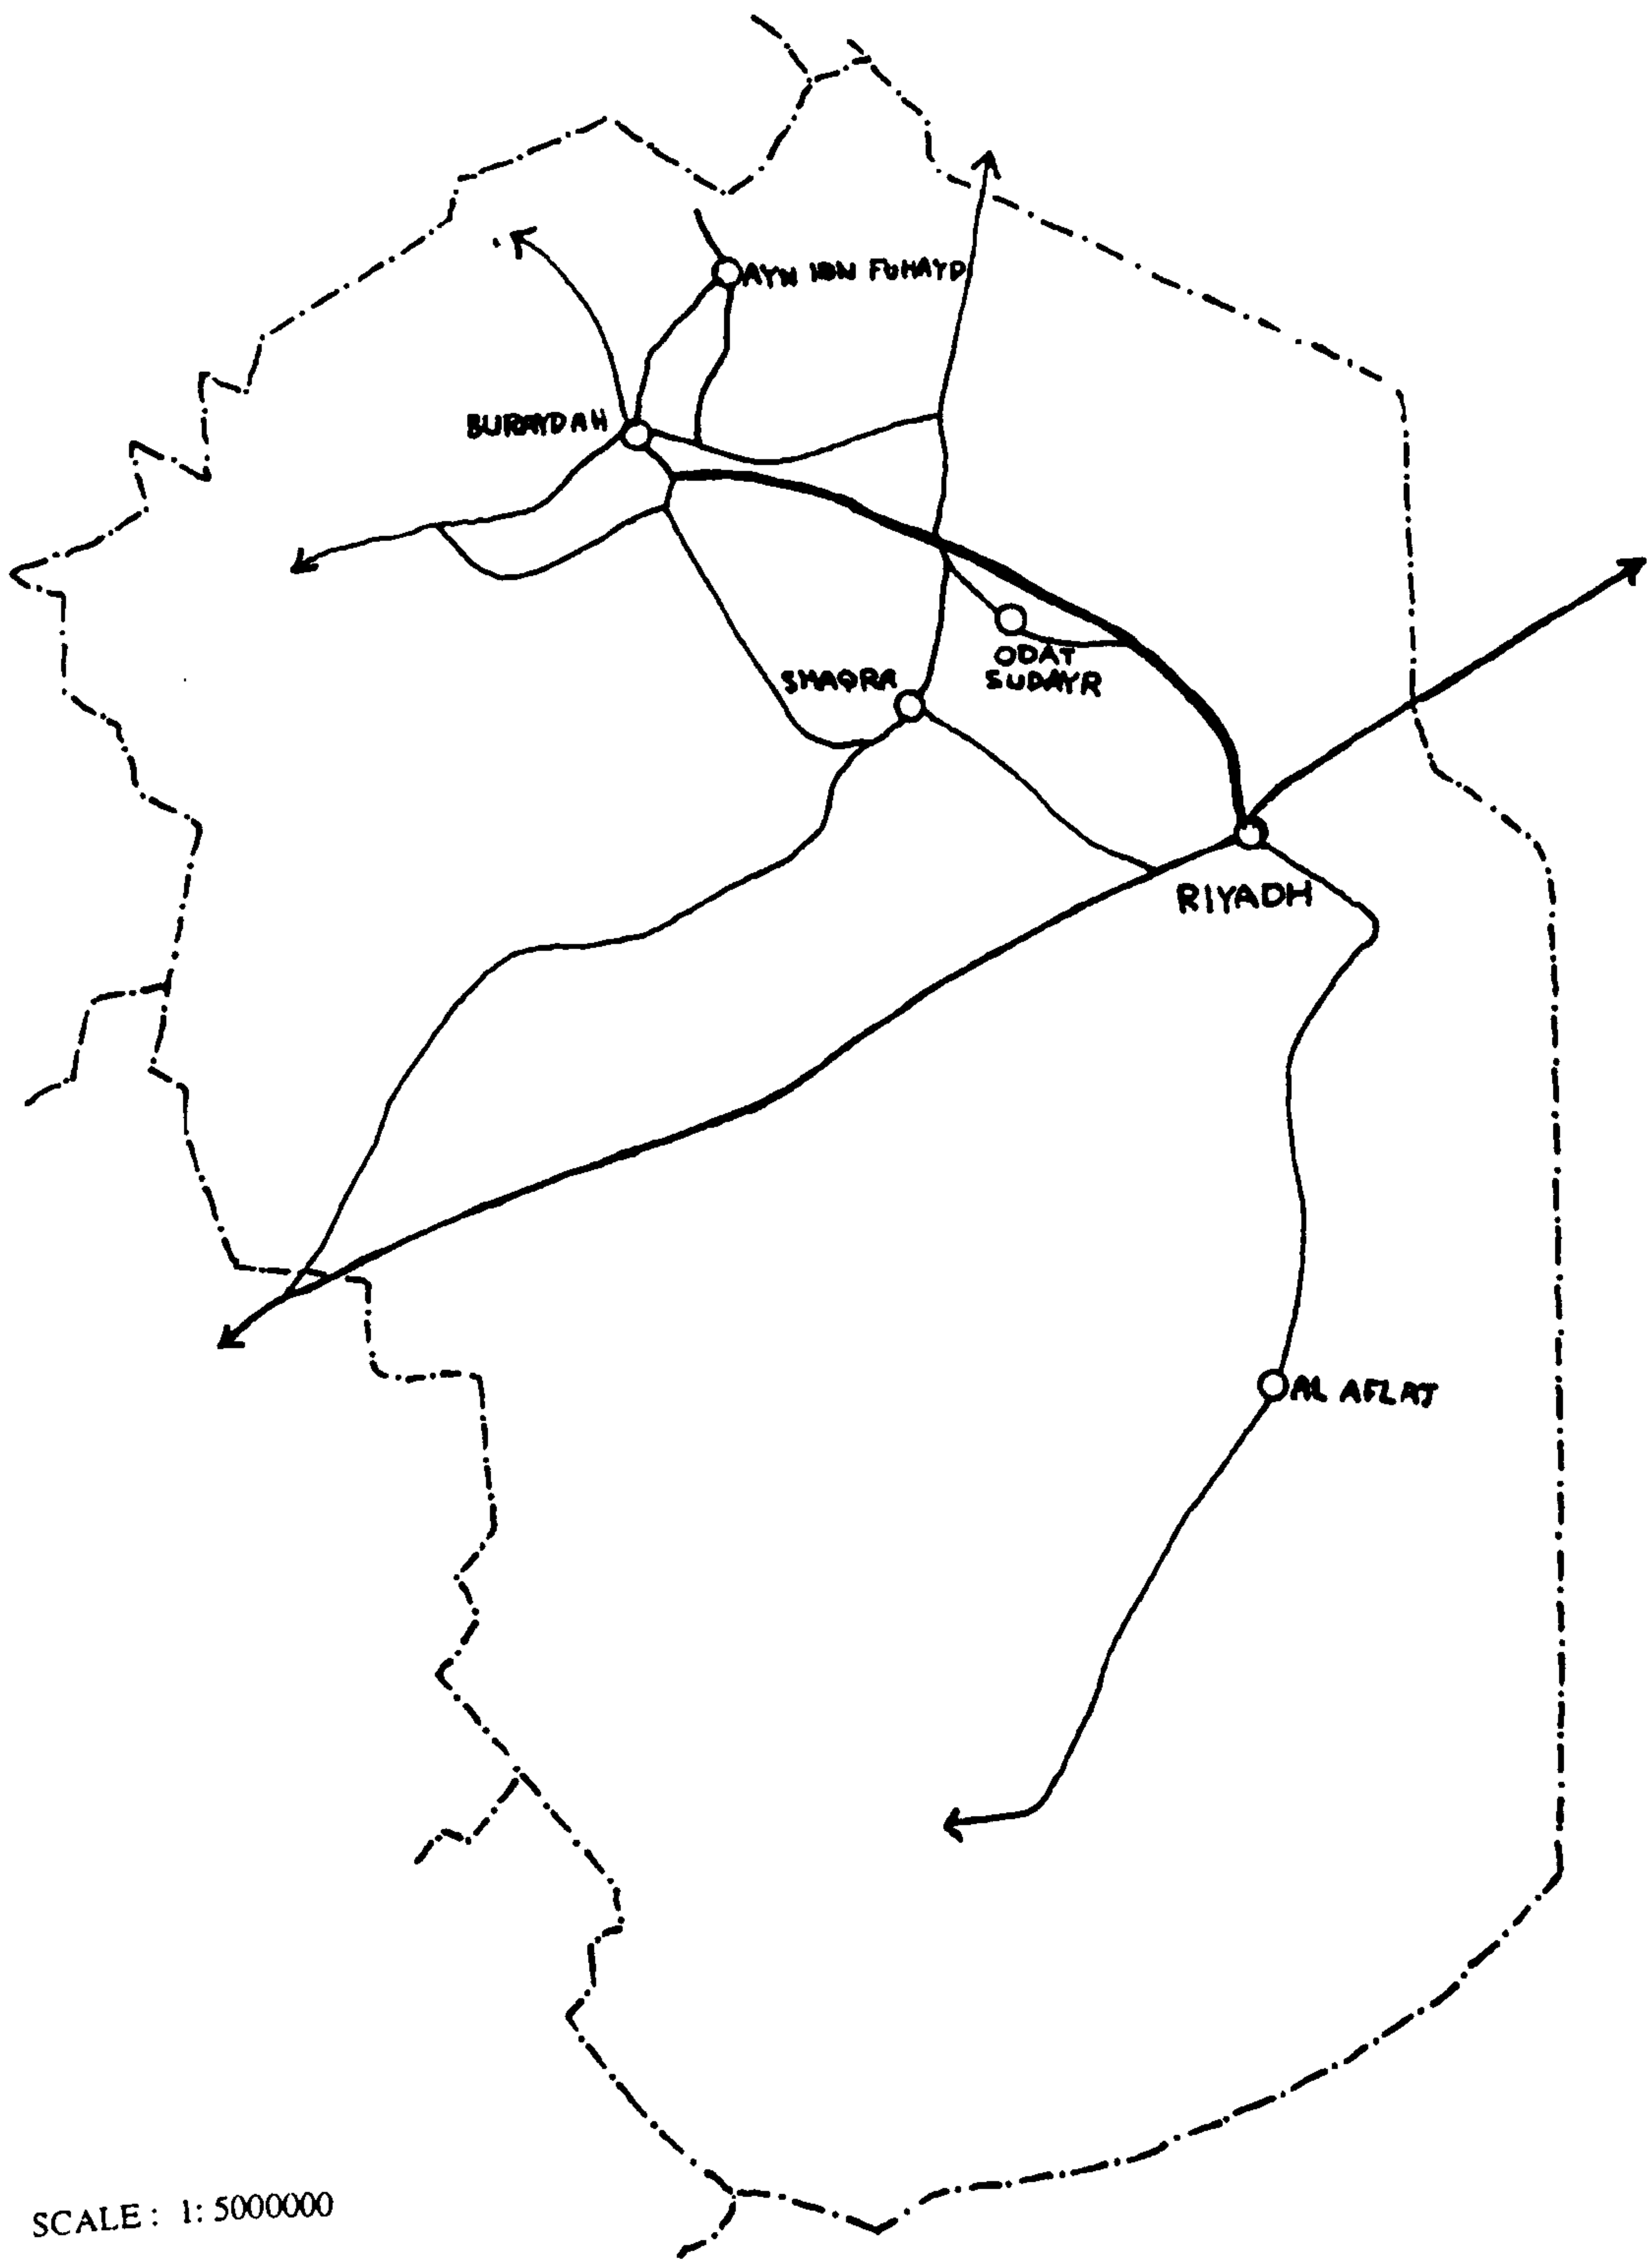 AYN IBN FUHAYD
BURAYDAH
ODAT
SUDAYR
SHAQRA
RIYADH
AL AFLAJ
SCALE : 1: 5000000